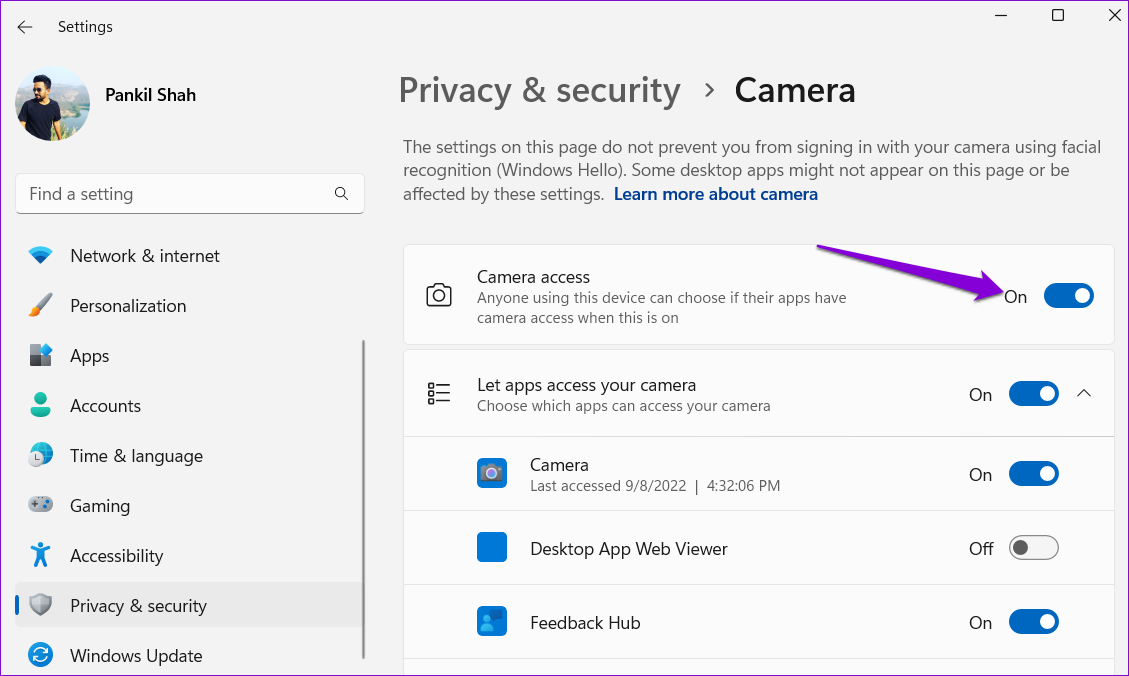 Settings
Pankil Shah
Find a setting
Network & internet
Personalization
Apps
Accounts
Time & language
Gaming
Accessibility
Privacy & security
Windows Update
Privacy & security > Camera
The settings on this page do not prevent you from signing in with your camera using facial
recognition (Windows Hello). Some desktop apps might not appear on this page or be
affected by these settings. Learn more about camera
Camera access
Anyone using this device can choose if their apps have
camera access when this is on
On
Let apps access your camera
Choose which apps can access your camera
On
Camera
Last accessed 9/8/2022 | 4:32:06 PM
On
Desktop App Web Viewer
Off
Feedback Hub
On